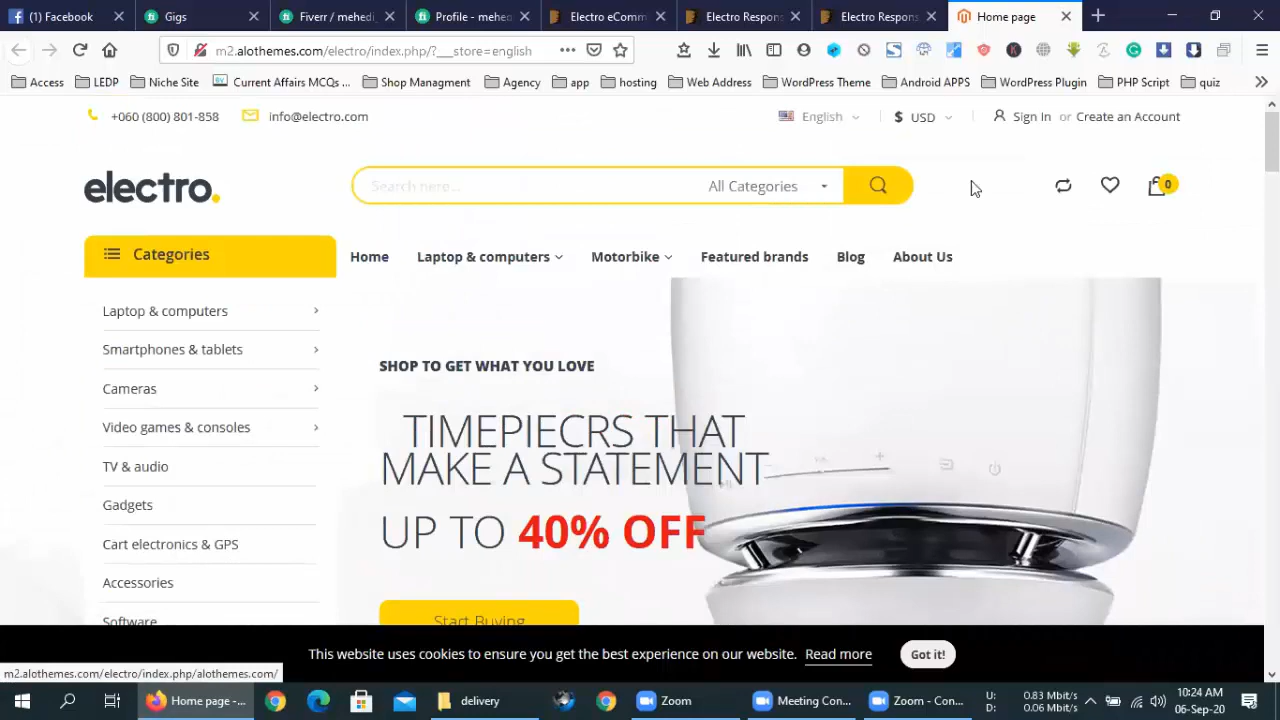 (1) Facebook
Gigs
Fiverr / mehedi
Profile - mehe
Electro eComm
Electro Respon
Electro Respon
Home page
m2.alothemes.com/electro/index.php/?___store=english
Access
LEDP
Niche Site
Current Affairs MCQs ...
Shop Managment
Agency
app
hosting
Web Address
WordPress Theme
Android APPS
WordPress Plugin
PHP Script
quiz
+060 (800) 801-858
info@electro.com
English
$ USD
Sign In or Create an Account
electro.
Search here...
All Categories
0
Categories
Home
Laptop & computers
Motorbike
Featured brands
Blog
About Us
Laptop & computers
Smartphones & tablets
Cameras
Video games & consoles
TV & audio
Gadgets
Cart electronics & GPS
Accessories
Software
SHOP TO GET WHAT YOU LOVE
TIMEPIECRS THAT
MAKE A STATEMENT
UP TO 40% OFF
Start Buying
This website uses cookies to ensure you get the best experience on our website. Read more
Got it!
m2.alothemes.com/electro/index.php/alothemes.com/
Home page -...
delivery
Zoom
Meeting Con...
Zoom - Con...
U: 0.83 Mbit/s
D: 0.06 Mbit/s
10:24 AM
06-Sep-20